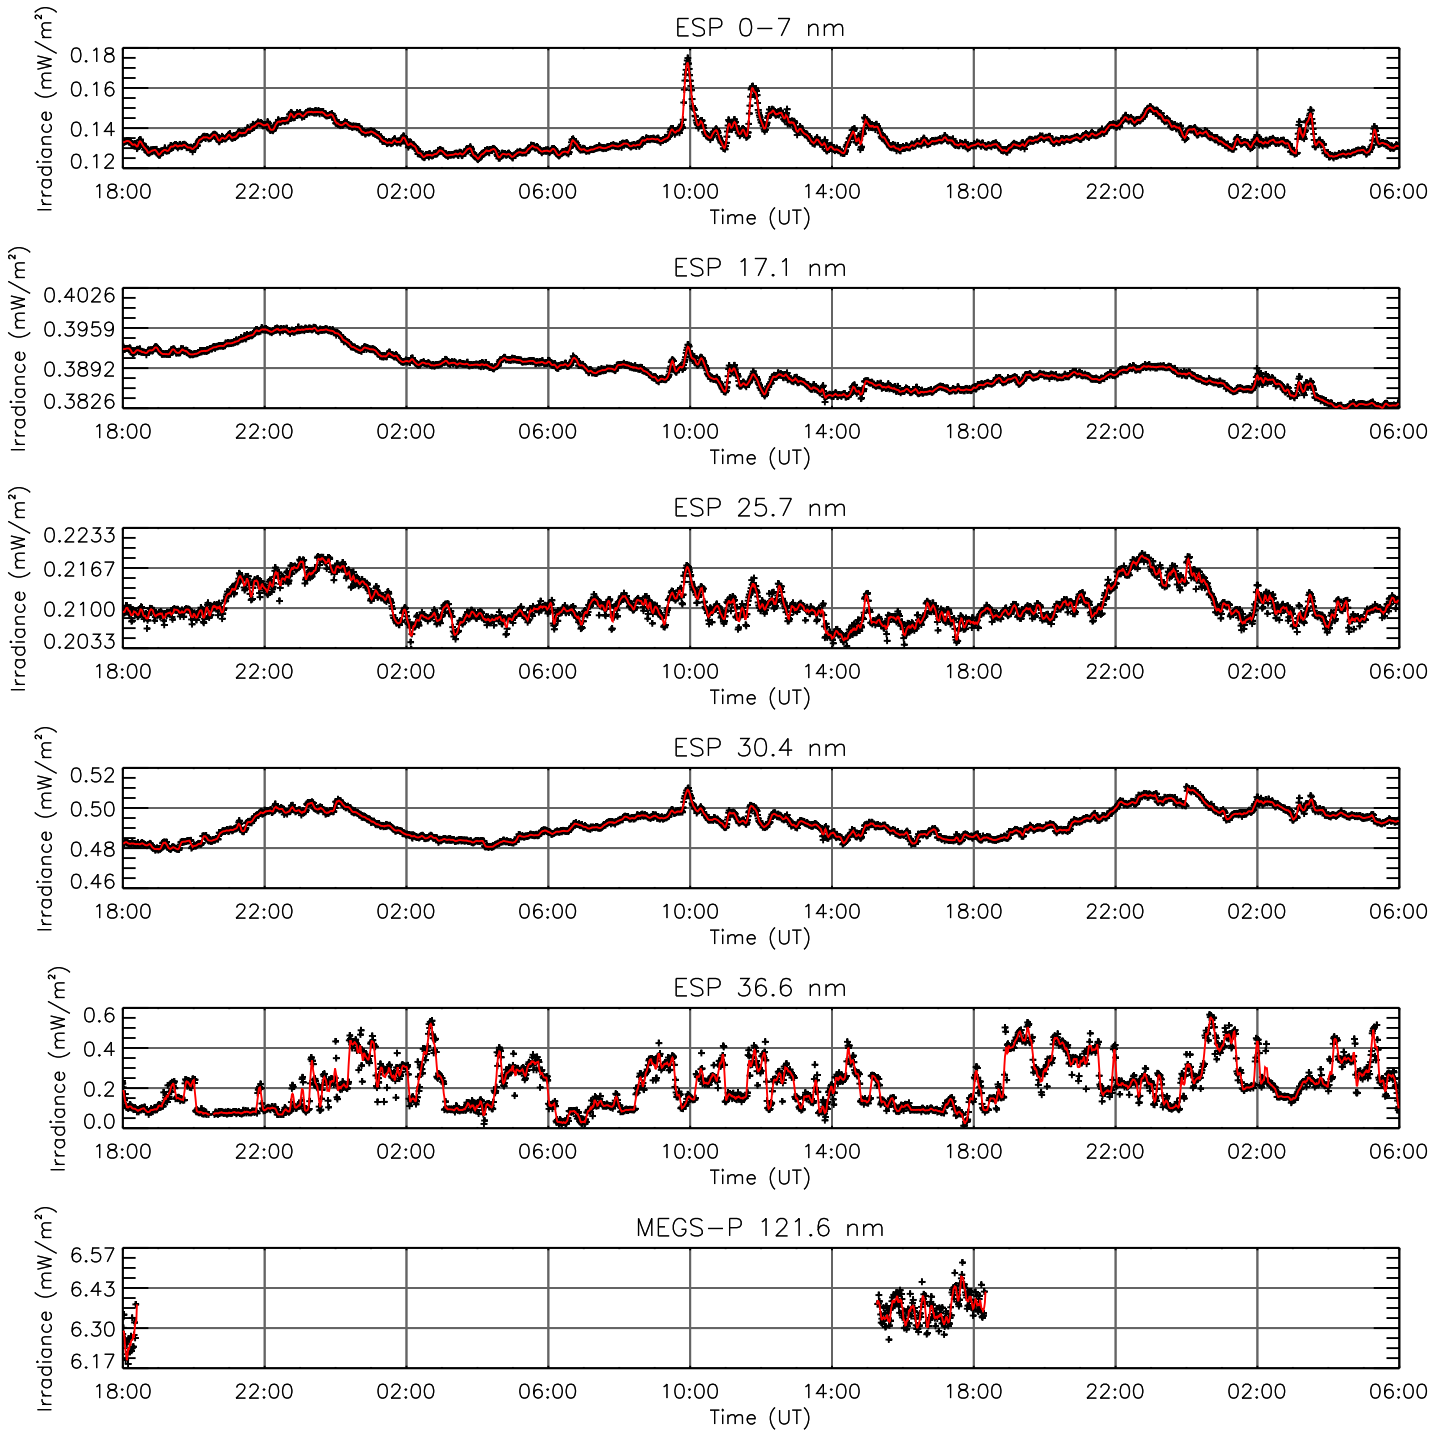 ESP 0-7 nm
Irradiance (mW/m²)
0.18
0.16
0.14
0.12
18:00 22:00 02:00 06:00 10:00 14:00 18:00 22:00 02:00 06:00
Time (UT)
ESP 17.1 nm
Irradiance (mW/m²)
0.4026
0.3959
0.3892
0.3826
18:00 22:00 02:00 06:00 10:00 14:00 18:00 22:00 02:00 06:00
Time (UT)
ESP 25.7 nm
Irradiance (mW/m²)
0.2233
0.2167
0.2100
0.2033
18:00 22:00 02:00 06:00 10:00 14:00 18:00 22:00 02:00 06:00
Time (UT)
ESP 30.4 nm
Irradiance (mW/m²)
0.52
0.50
0.48
0.46
18:00 22:00 02:00 06:00 10:00 14:00 18:00 22:00 02:00 06:00
Time (UT)
ESP 36.6 nm
Irradiance (mW/m²)
0.6
0.4
0.2
0.0
18:00 22:00 02:00 06:00 10:00 14:00 18:00 22:00 02:00 06:00
Time (UT)
MEGS-P 121.6 nm
Irradiance (mW/m²)
6.57
6.43
6.30
6.17
18:00 22:00 02:00 06:00 10:00 14:00 18:00 22:00 02:00 06:00
Time (UT)